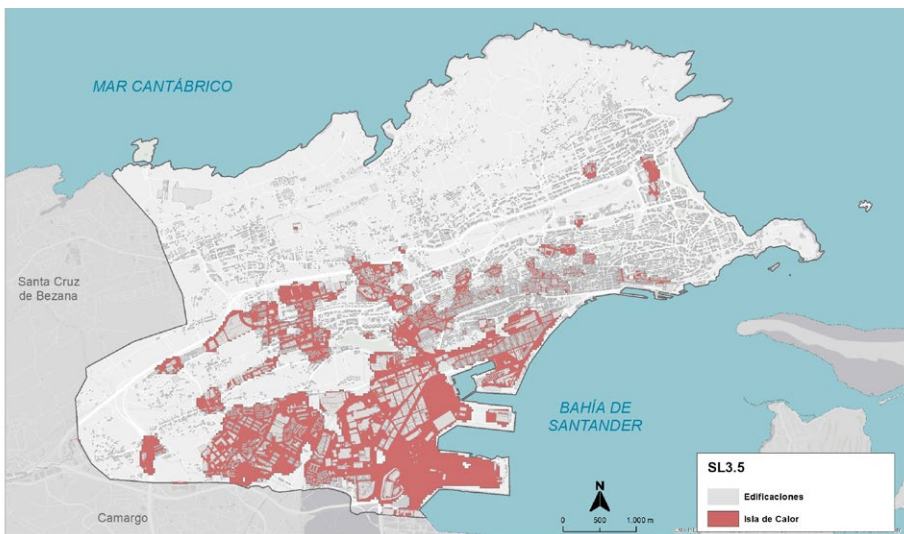 MAR CANTÁBRICO
Santa Cruz
de Bezana
BAHÍA DE
SANTANDER
Camargo
N
0 500 1,000 m
SL3.5
Edificaciones
Isla de Calor